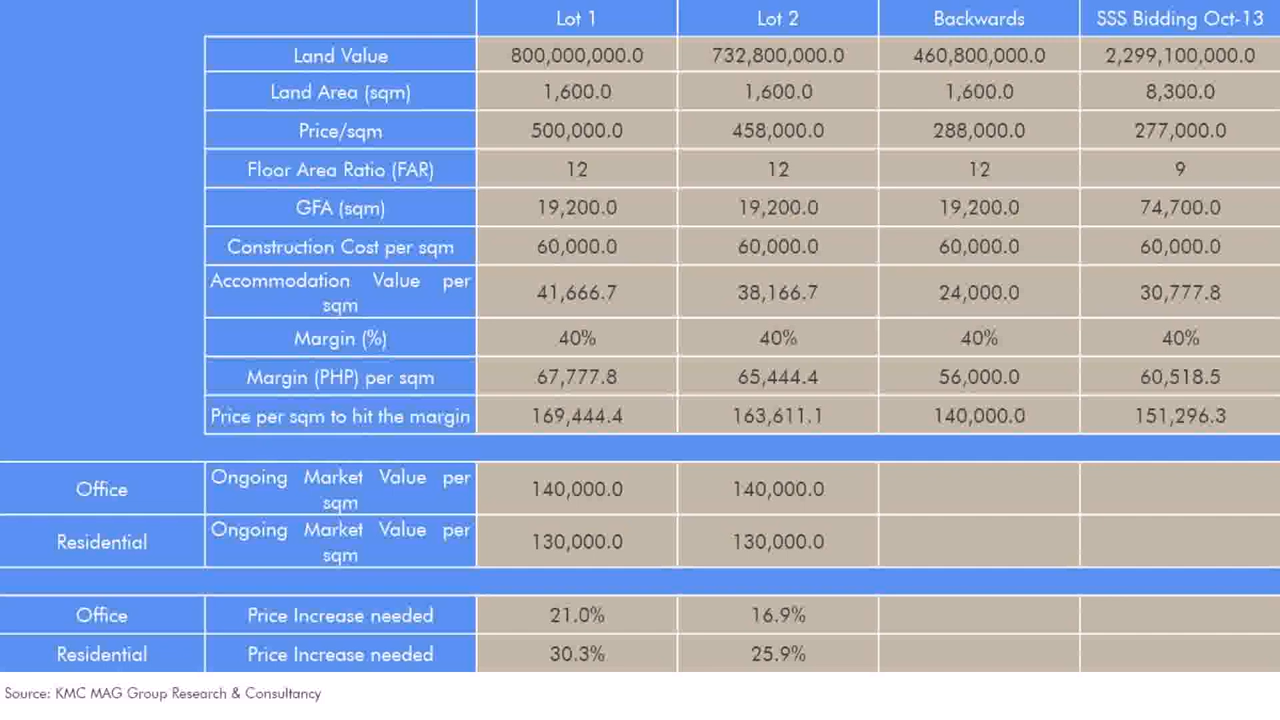 Lot 1 Lot 2 Backwards SSS Bidding Oct-13
Land Value 800,000,000.0 732,800,000.0 460,800,000.0 2,299,100,000.0
Land Area (sqm) 1,600.0 1,600.0 1,600.0 8,300.0
Price/sqm 500,000.0 458,000.0 288,000.0 277,000.0
Floor Area Ratio (FAR) 12 12 12 9
GFA (sqm) 19,200.0 19,200.0 19,200.0 74,700.0
Construction Cost per sqm 60,000.0 60,000.0 60,000.0 60,000.0
Accommodation Value per
sqm 41,666.7 38,166.7 24,000.0 30,777.8
Margin (%) 40% 40% 40% 40%
Margin (PHP) per sqm 67,777.8 65,444.4 56,000.0 60,518.5
Price per sqm to hit the margin 169,444.4 163,611.1 140,000.0 151,296.3
Office Ongoing Market Value per
sqm 140,000.0 140,000.0
Residential Ongoing Market Value per
sqm 130,000.0 130,000.0
Office Price Increase needed 21.0% 16.9%
Residential Price Increase needed 30.3% 25.9%
Source: KMC MAG Group Research & Consultancy